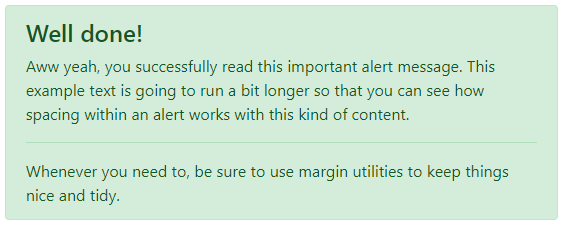 Well done!
Aww yeah, you successfully read this important alert message. This
example text is going to run a bit longer so that you can see how
spacing within an alert works with this kind of content.
Whenever you need to, be sure to use margin utilities to keep things
nice and tidy.